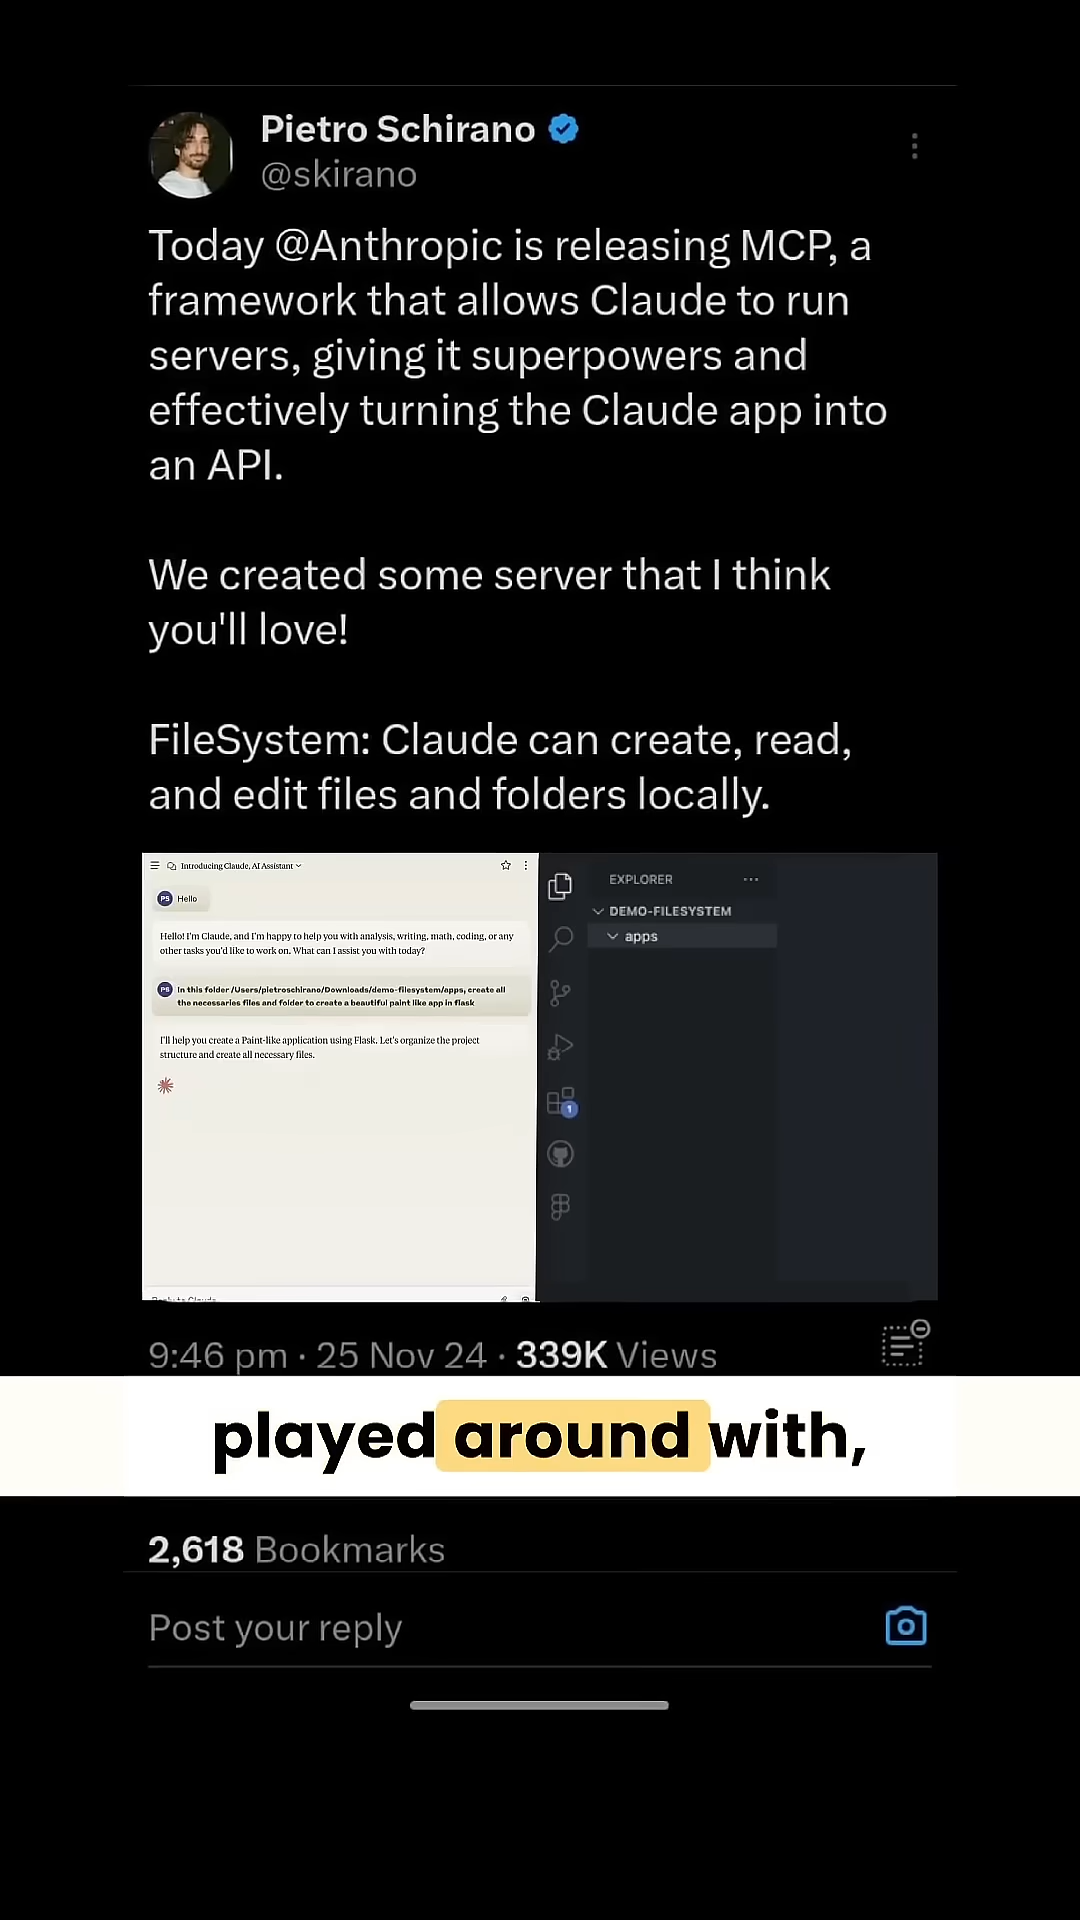 Pietro Schirano
@skirano
Today @Anthropic is releasing MCP, a
framework that allows Claude to run
servers, giving it superpowers and
effectively turning the Claude app into
an API.
We created some server that I think
you'll love!
FileSystem: Claude can create, read,
and edit files and folders locally.
Introducing Claude, AI Assistant
PS Hello
Hello! I'm Claude, and I'm happy to help you with analysis, writing, math, coding, or any
other tasks you'd like to work on. What can I assist you with today?
PS In this folder /Users/pietroschirano/Downloads/demo-filesystem/apps, create all
the necessaries files and folder to create a beautiful paint like app in flask
I'll help you create a Paint-like application using Flask. Let's organize the project
structure and create all necessary files.
Reply to Claude...
EXPLORER
DEMO-FILESYSTEM
apps
1
9:46 pm · 25 Nov 24 · 339K Views
played around with,
2,618 Bookmarks
Post your reply